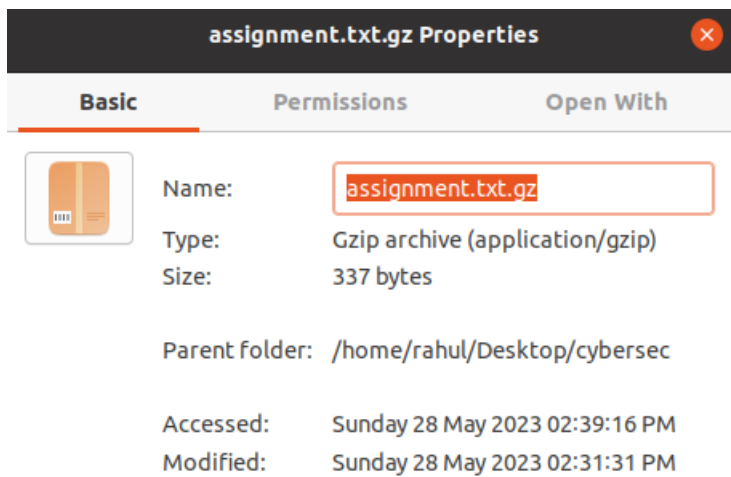 assignment.txt.gz Properties
Basic Permissions Open With
Name: assignment.txt.gz
Type: Gzip archive (application/gzip)
Size: 337 bytes
Parent folder: /home/rahul/Desktop/cybersec
Accessed: Sunday 28 May 2023 02:39:16 PM
Modified: Sunday 28 May 2023 02:31:31 PM